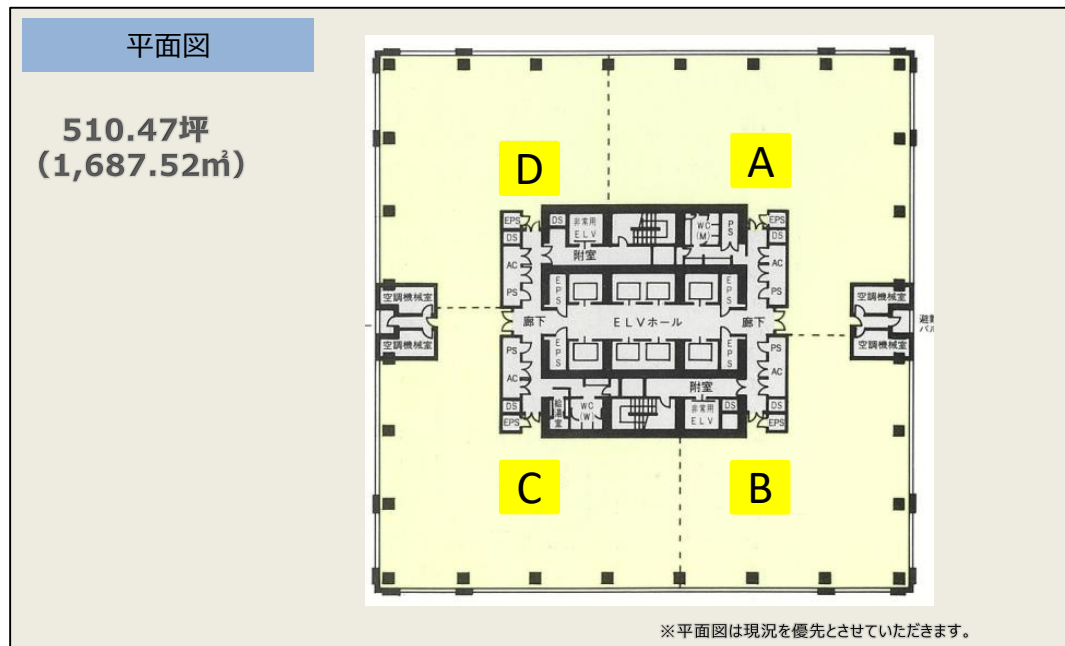 平面図
510.47坪
（1,687.52㎡）
D
A
EPS
DS
非常用
ELV
WC
(M)
PS
EPS
DS
DS
附室
AC
AC
EPS
EPS
PS
PS
空調機械室
空調機械室
廊下
ELVホール
廊下
避難
バル
空調機械室
空調機械室
PS
EPS
EPS
PS
AC
附室
AC
DS
給湯室
WC
(W)
非常用
ELV
DS
DS
EPS
EPS
C
B
※平面図は現況を優先とさせていただきます。